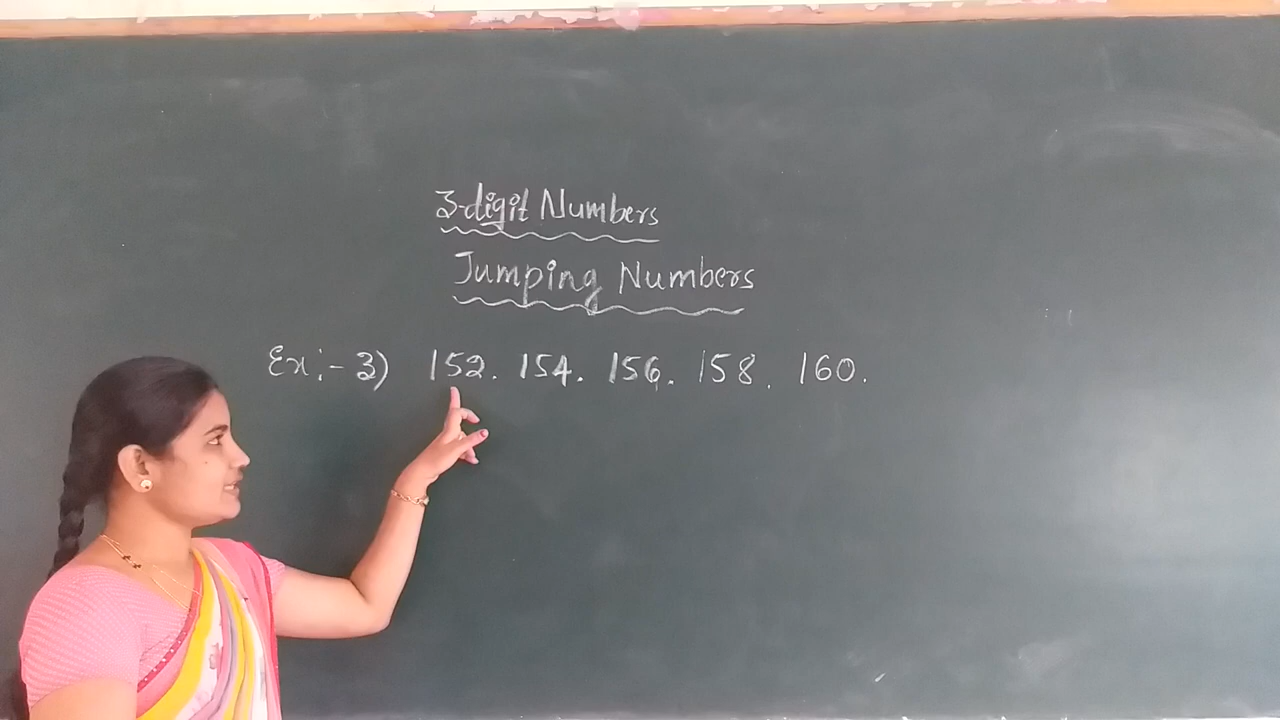 3-digit Numbers
Jumping Numbers
Ex:- 3) 152. 154. 156. 158. 160.